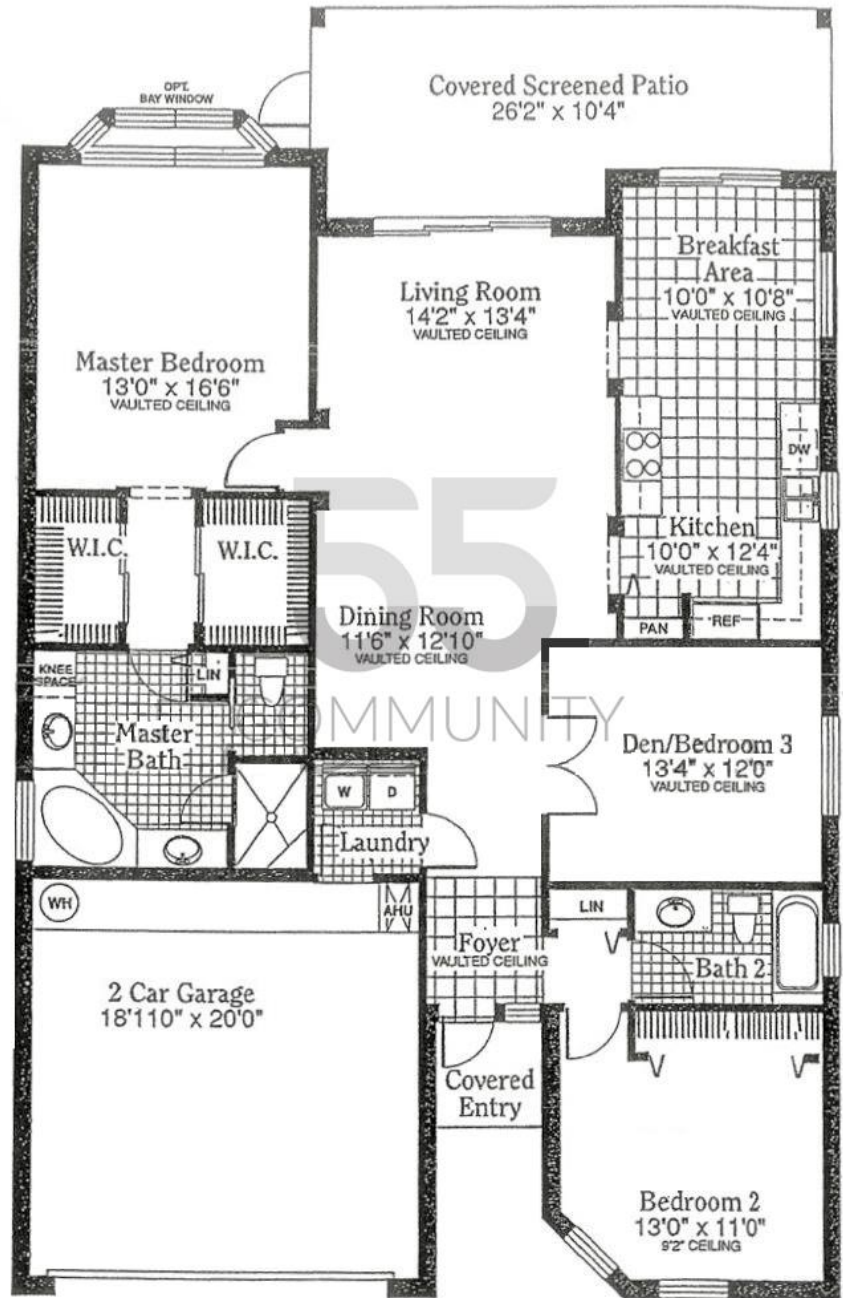 Covered Screened Patio
26'2" x 10'4"
OPT.
BAY WINDOW
Breakfast
Area
10'0" x 10'8"
VAULTED CEILING
Living Room
14'2" x 13'4"
VAULTED CEILING
Master Bedroom
13'0" x 16'6"
VAULTED CEILING
DW
W.I.C.
W.I.C.
Kitchen
10'0" x 12'4"
VAULTED CEILING
55
COMMUNITY
Dining Room
11'6" x 12'10"
VAULTED CEILING
PAN
REF
KNEE
SPACE
LIN
Master
Bath
Den/Bedroom 3
13'4" x 12'0"
VAULTED CEILING
W
D
Laundry
WH
AHU
LIN
Foyer
VAULTED CEILING
Bath 2
2 Car Garage
18'110" x 20'0"
Covered
Entry
Bedroom 2
13'0" x 11'0"
9'2" CEILING